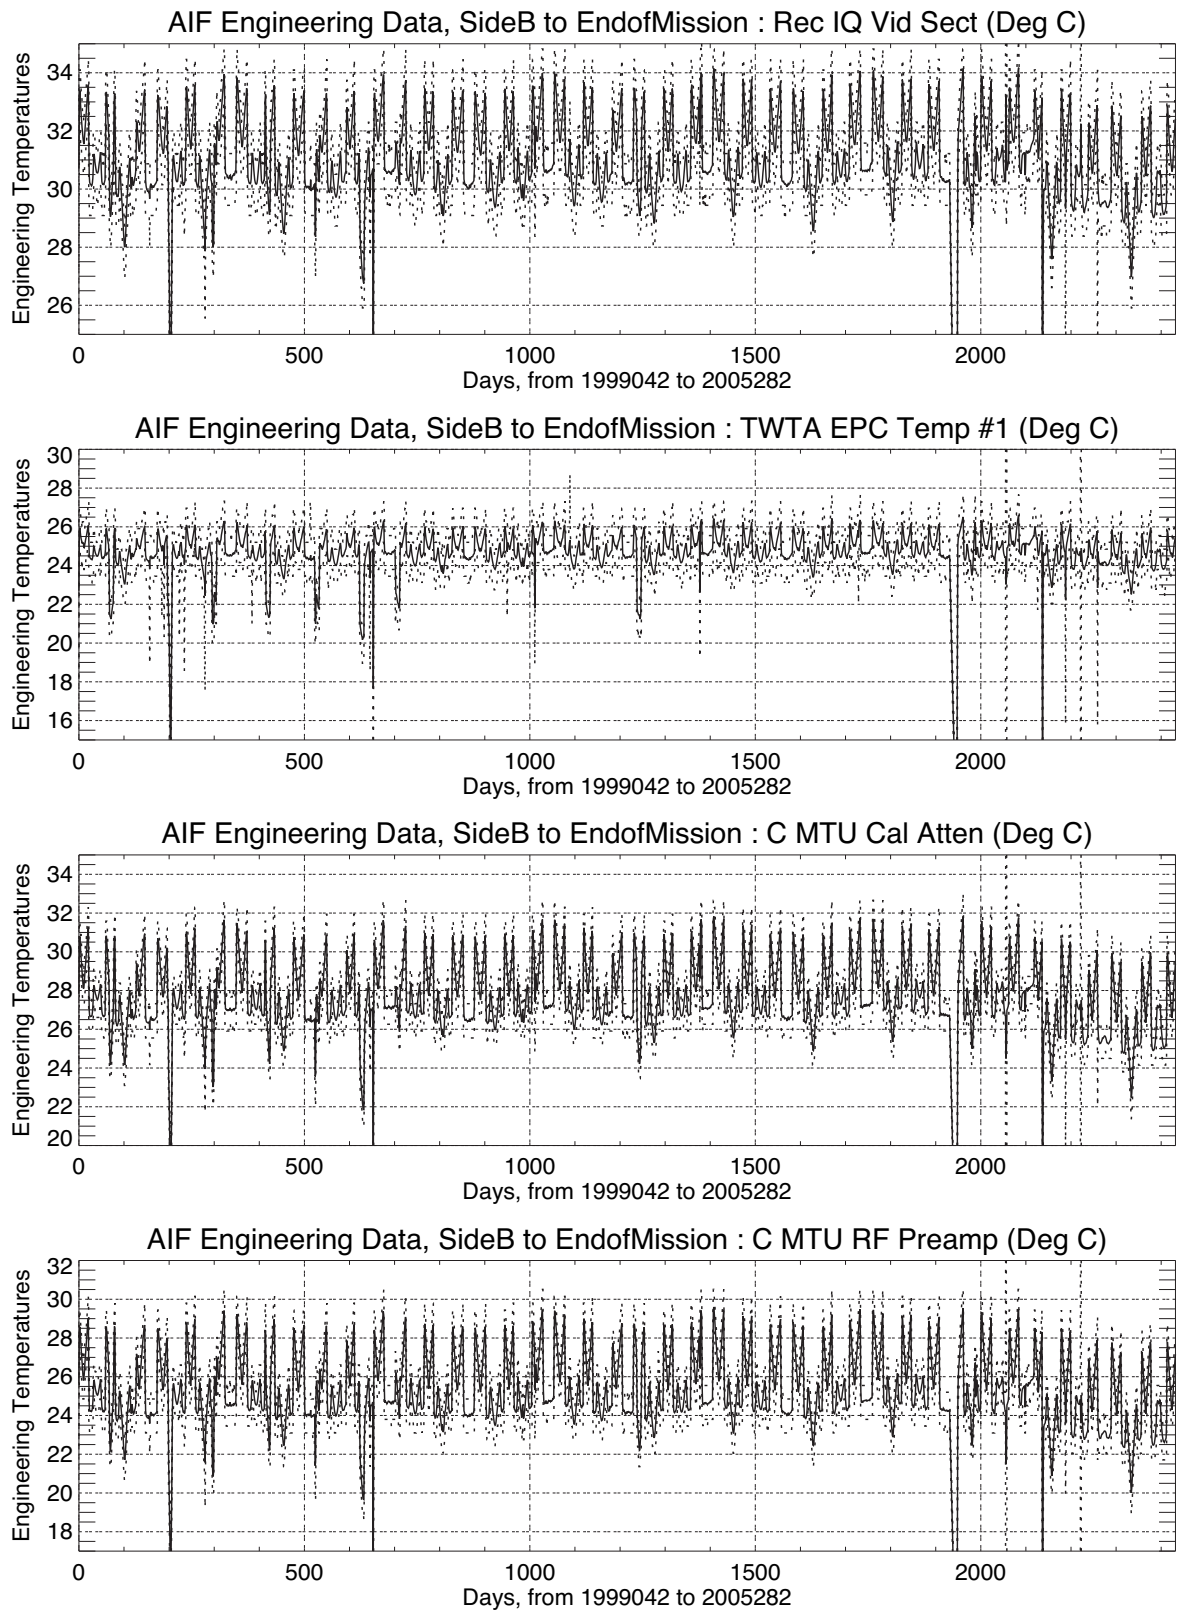 AIF Engineering Data, SideB to EndofMission : Rec IQ Vid Sect (Deg C)
Engineering Temperatures
34
32
30
28
26
0 500 1000 1500 2000
Days, from 1999042 to 2005282
AIF Engineering Data, SideB to EndofMission : TWTA EPC Temp #1 (Deg C)
Engineering Temperatures
30
28
26
24
22
20
18
16
0 500 1000 1500 2000
Days, from 1999042 to 2005282
AIF Engineering Data, SideB to EndofMission : C MTU Cal Atten (Deg C)
Engineering Temperatures
34
32
30
28
26
24
22
20
0 500 1000 1500 2000
Days, from 1999042 to 2005282
AIF Engineering Data, SideB to EndofMission : C MTU RF Preamp (Deg C)
Engineering Temperatures
32
30
28
26
24
22
20
18
0 500 1000 1500 2000
Days, from 1999042 to 2005282